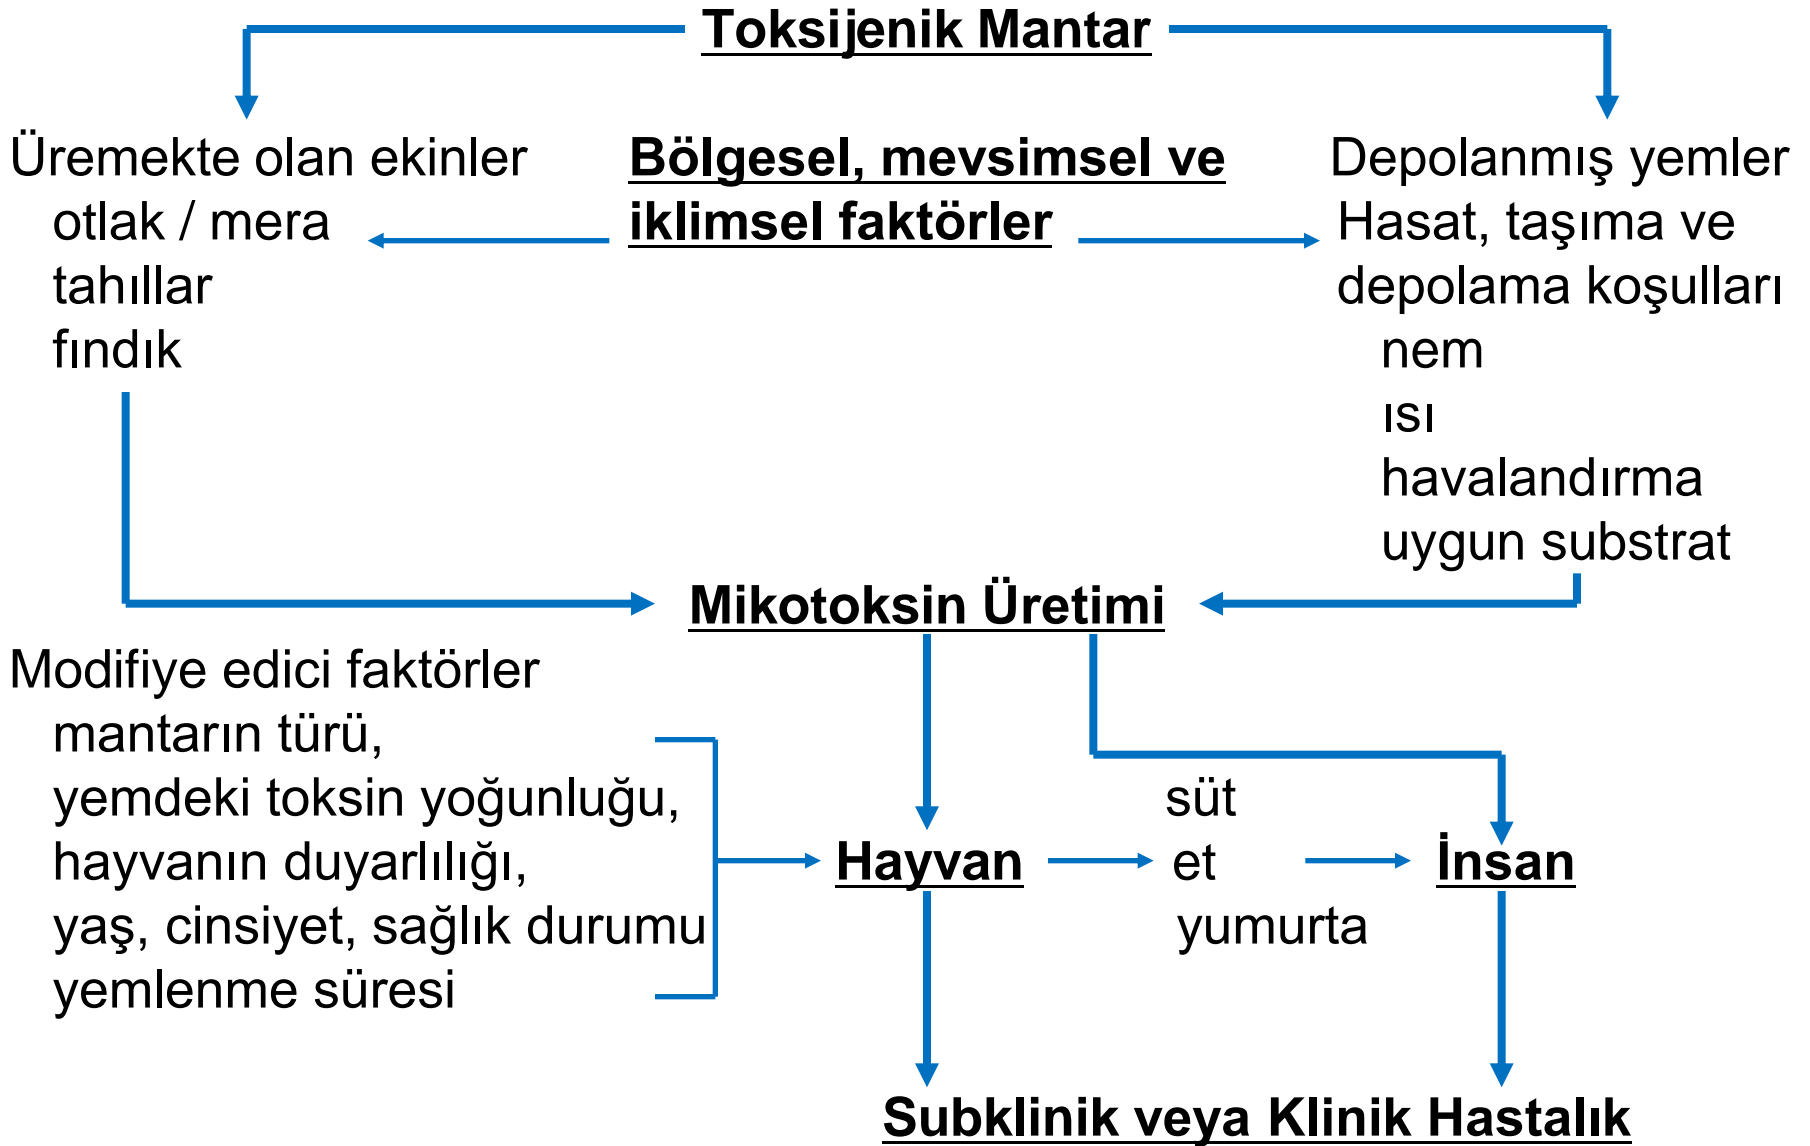 Toksijenik Mantar
Üremekte olan ekinler
otlak / mera
tahıllar
fındık
Bölgesel, mevsimsel ve
iklimsel faktörler
Depolanmış yemler
Hasat, taşıma ve
depolama koşulları
nem
ısı
havalandırma
uygun substrat
Mikotoksin Üretimi
Modifiye edici faktörler
mantarın türü,
yemdeki toksin yoğunluğu,
hayvanın duyarlılığı,
yaş, cinsiyet, sağlık durumu
yemlenme süresi
Hayvan
süt
et
yumurta
İnsan
Subklinik veya Klinik Hastalık